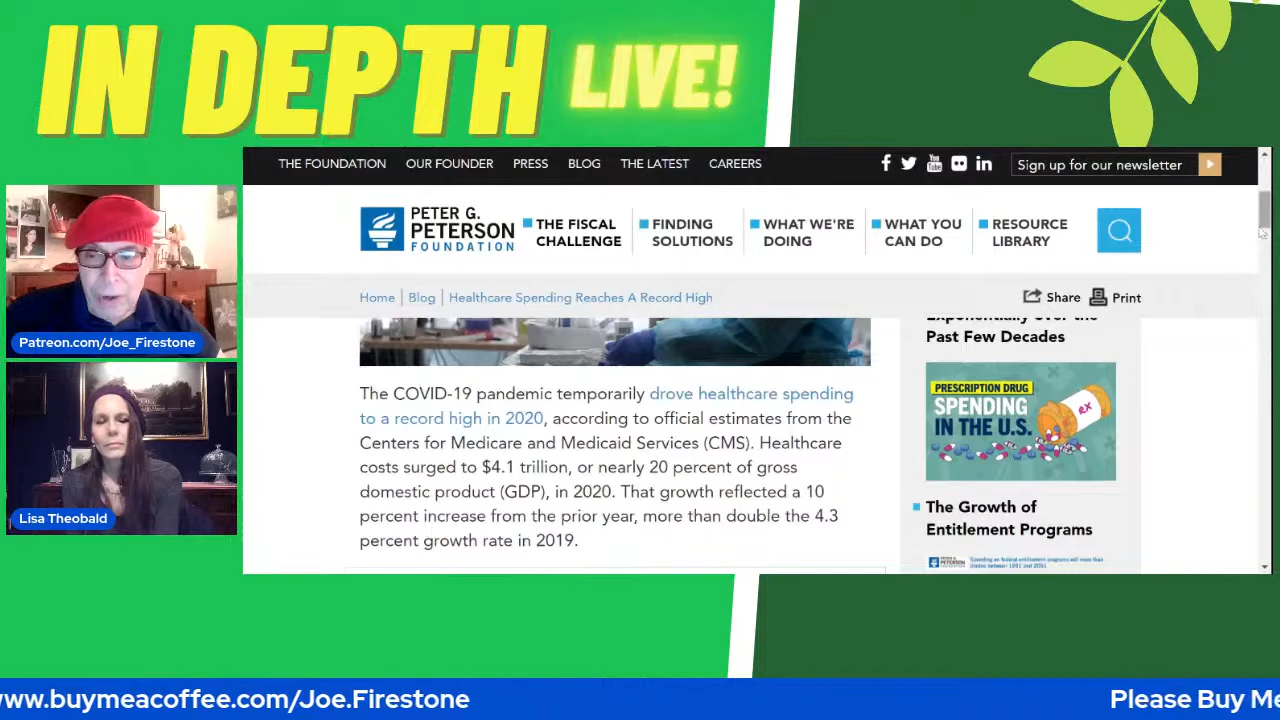 IN DEPTH LIVE!
THE FOUNDATION OUR FOUNDER PRESS BLOG THE LATEST CAREERS
Sign up for our newsletter
PETER G.
PETERSON
FOUNDATION
THE FISCAL
CHALLENGE
FINDING
SOLUTIONS
WHAT WE'RE
DOING
WHAT YOU
CAN DO
RESOURCE
LIBRARY
Home | Blog | Healthcare Spending Reaches A Record High
Share Print
Patreon.com/Joe_Firestone
Lisa Theobald
The COVID-19 pandemic temporarily drove healthcare spending
to a record high in 2020, according to official estimates from the
Centers for Medicare and Medicaid Services (CMS). Healthcare
costs surged to $4.1 trillion, or nearly 20 percent of gross
domestic product (GDP), in 2020. That growth reflected a 10
percent increase from the prior year, more than double the 4.3
percent growth rate in 2019.
Exponentially Over the
Past Few Decades
PRESCRIPTION DRUG
SPENDING
IN THE U.S.
RX
The Growth of
Entitlement Programs
www.buymeacoffee.com/Joe.Firestone
Please Buy Me